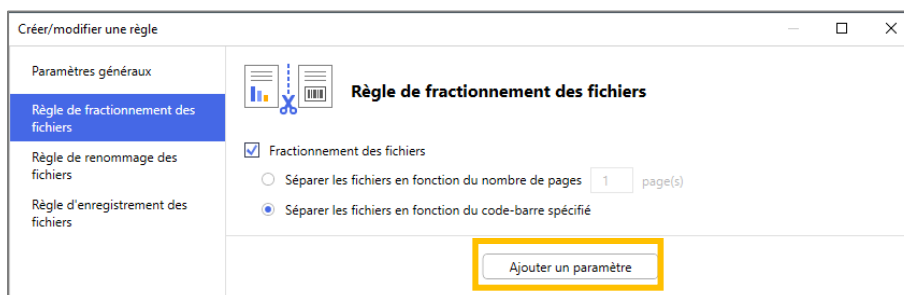 Créer/modifier une règle
Paramètres généraux
Règle de fractionnement des
fichiers
Règle de renommage des
fichiers
Règle d'enregistrement des
fichiers
Règle de fractionnement des fichiers
Fractionnement des fichiers
Séparer les fichiers en fonction du nombre de pages 1 page(s)
Séparer les fichiers en fonction du code-barre spécifié
Ajouter un paramètre